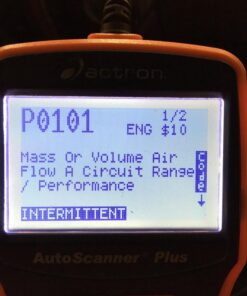 actron
P0101 1/2
ENG $10
Mass Or Volume Air
Flow A Circuit Range
/ Performance
Code
INTERMITTENT
AutoScanner Plus